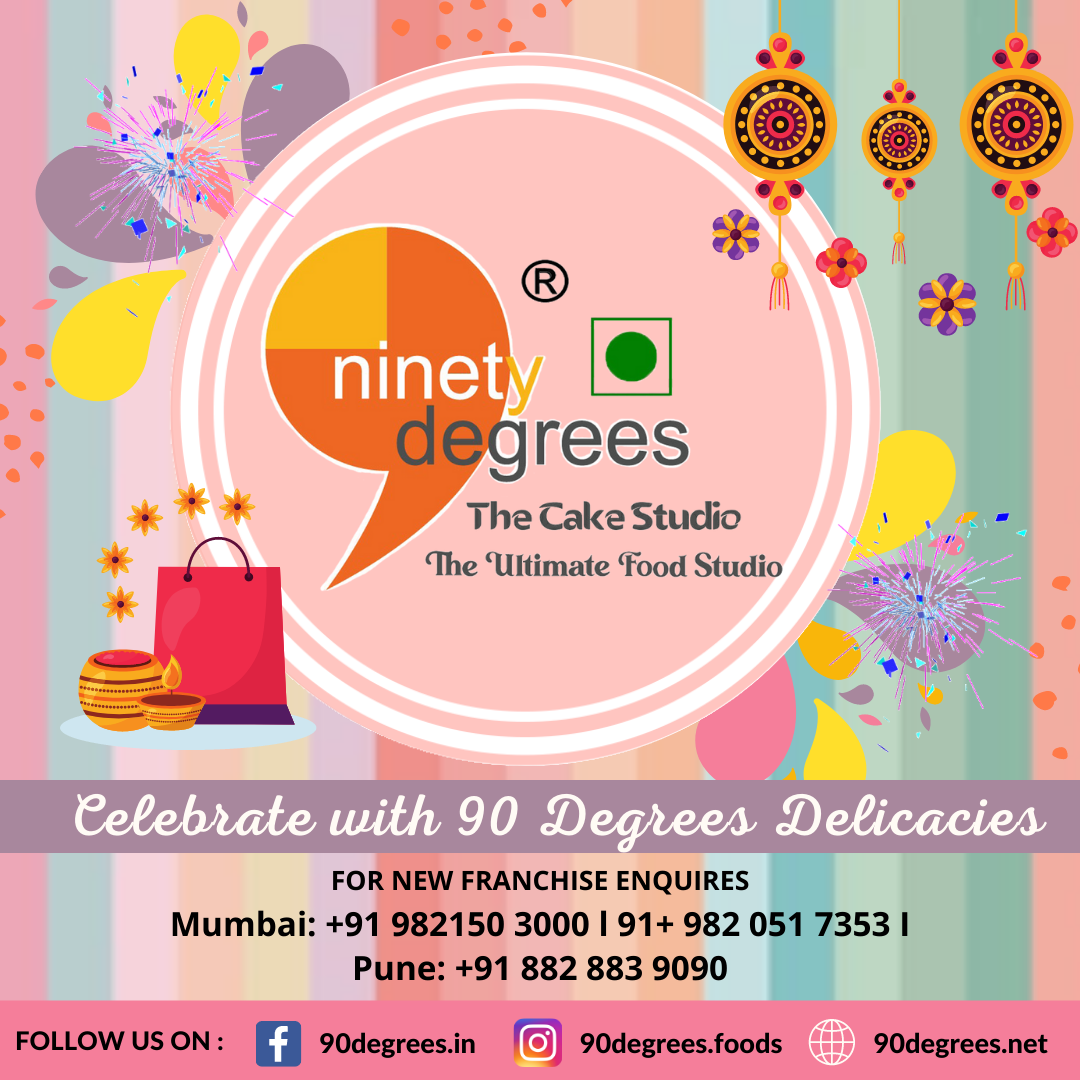 ®
ninety
degrees
The Cake Studio
The Ultimate Food Studio
Celebrate with 90 Degrees Delicacies
FOR NEW FRANCHISE ENQUIRES
Mumbai: +91 982150 3000 l 91+ 982 051 7353 I
Pune: +91 882 883 9090
FOLLOW US ON : 90degrees.in 90degrees.foods 90degrees.net